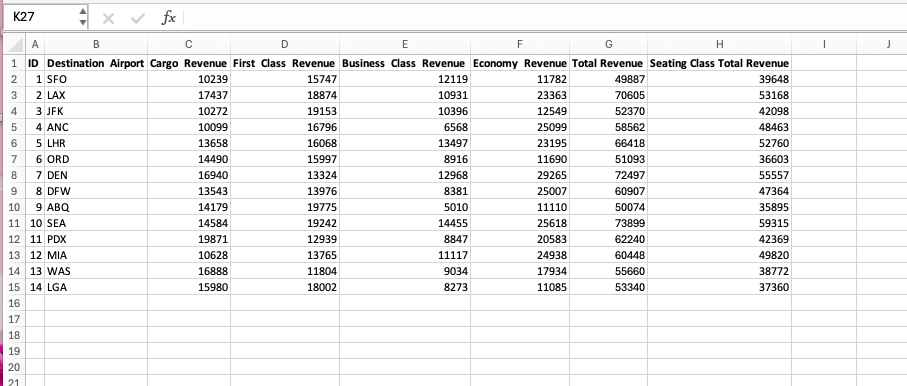 K27 fx
A B C D E F G H I J
1 ID Destination Airport Cargo Revenue First Class Revenue Business Class Revenue Economy Revenue Total Revenue Seating Class Total Revenue
2 1 SFO 10239 15747 12119 11782 49887 39648
3 2 LAX 17437 18874 10931 23363 70605 53168
4 3 JFK 10272 19153 10396 12549 52370 42098
5 4 ANC 10099 16796 6568 25099 58562 48463
6 5 LHR 13658 16068 13497 23195 66418 52760
7 6 ORD 14490 15997 8916 11690 51093 36603
8 7 DEN 16940 13324 12968 29265 72497 55557
9 8 DFW 13543 13976 8381 25007 60907 47364
10 9 ABQ 14179 19775 5010 11110 50074 35895
11 10 SEA 14584 19242 14455 25618 73899 59315
12 11 PDX 19871 12939 8847 20583 62240 42369
13 12 MIA 10628 13765 11117 24938 60448 49820
14 13 WAS 16888 11804 9034 17934 55660 38772
15 14 LGA 15980 18002 8273 11085 53340 37360
16
17
18
19
20
21